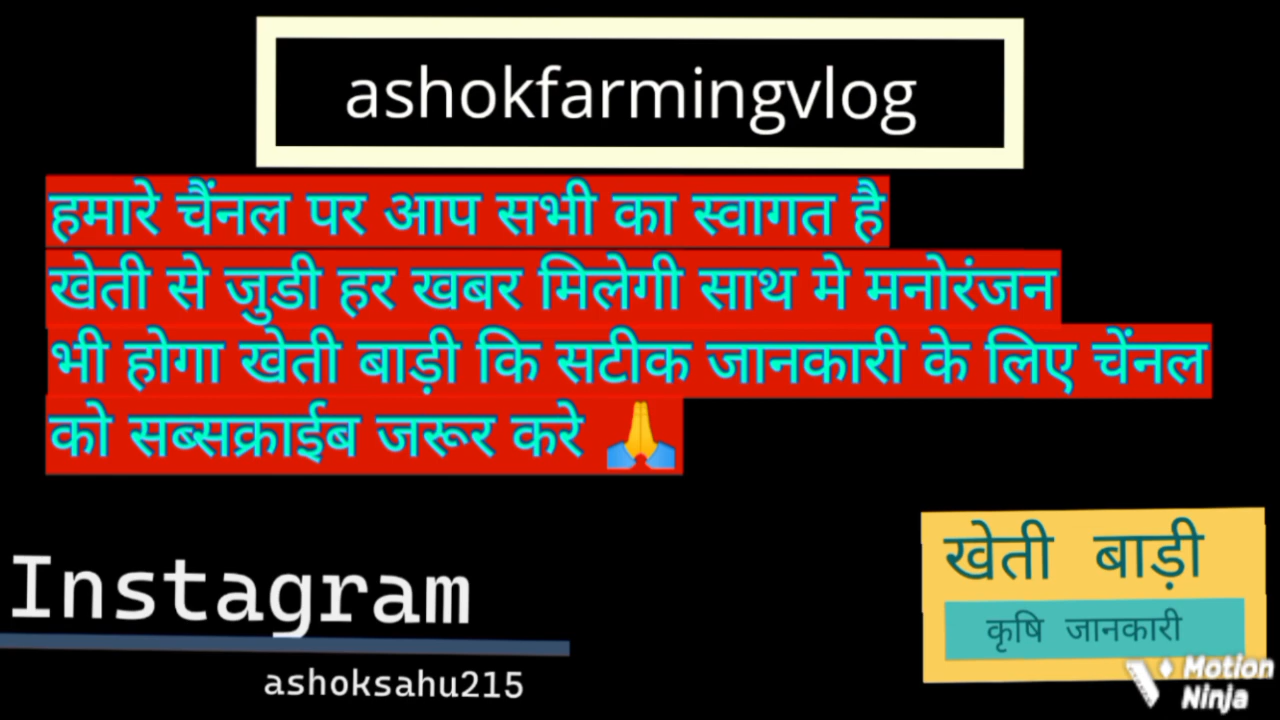 ashokfarmingvlog
हमारे चैंनल पर आप सभी का स्वागत है
खेती से जुडी हर खबर मिलेगी साथ मे मनोरंजन
भी होगा खेती बाड़ी कि सटीक जानकारी के लिए चेंनल
को सब्सक्राईब जरूर करे 🙏
Instagram
ashoksahu215
खेती बाड़ी
कृषि जानकारी
Motion
Ninja